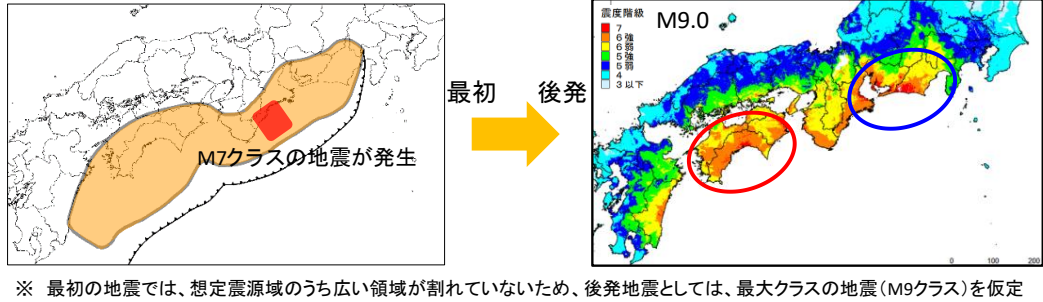 M7クラスの地震が発生
最初
後発
震度階級
7
6強
6弱
5強
5弱
4
3以下
M9.0
0 100 200
※ 最初の地震では、想定震源域のうち広い領域が割れていないため、後発地震としては、最大クラスの地震(M9クラス)を仮定